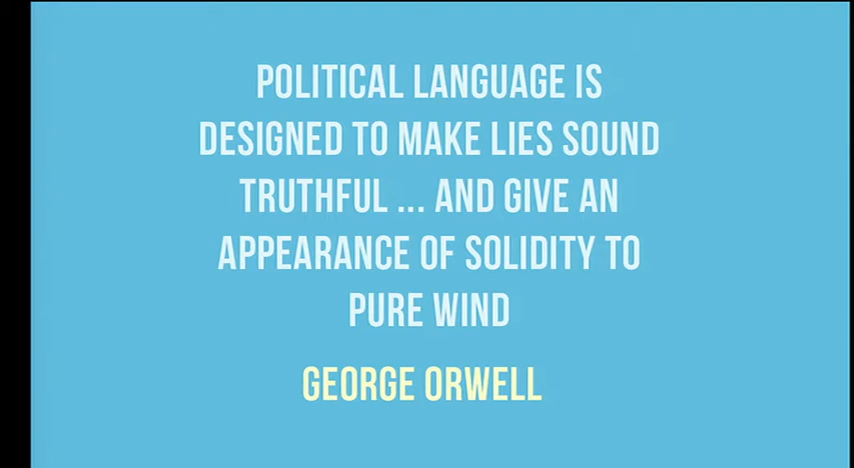 POLITICAL LANGUAGE IS
DESIGNED TO MAKE LIES SOUND
TRUTHFUL ... AND GIVE AN
APPEARANCE OF SOLIDITY TO
PURE WIND
GEORGE ORWELL